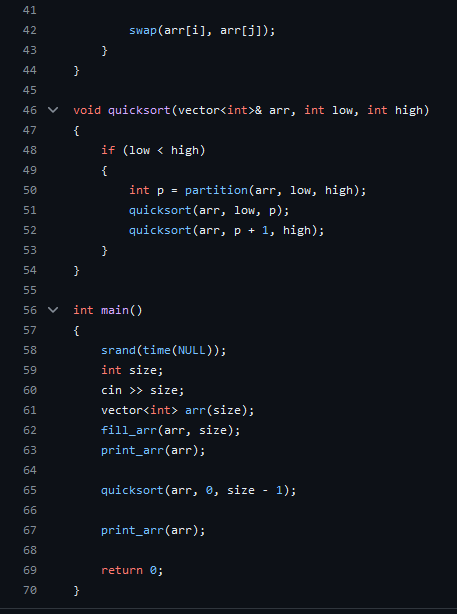 41
42 swap(arr[i], arr[j]);
43 }
44 }
45
46 void quicksort(vector<int>& arr, int low, int high)
47 {
48 if (low < high)
49 {
50 int p = partition(arr, low, high);
51 quicksort(arr, low, p);
52 quicksort(arr, p + 1, high);
53 }
54 }
55
56 int main()
57 {
58 srand(time(NULL));
59 int size;
60 cin >> size;
61 vector<int> arr(size);
62 fill_arr(arr, size);
63 print_arr(arr);
64
65 quicksort(arr, 0, size - 1);
66
67 print_arr(arr);
68
69 return 0;
70 }